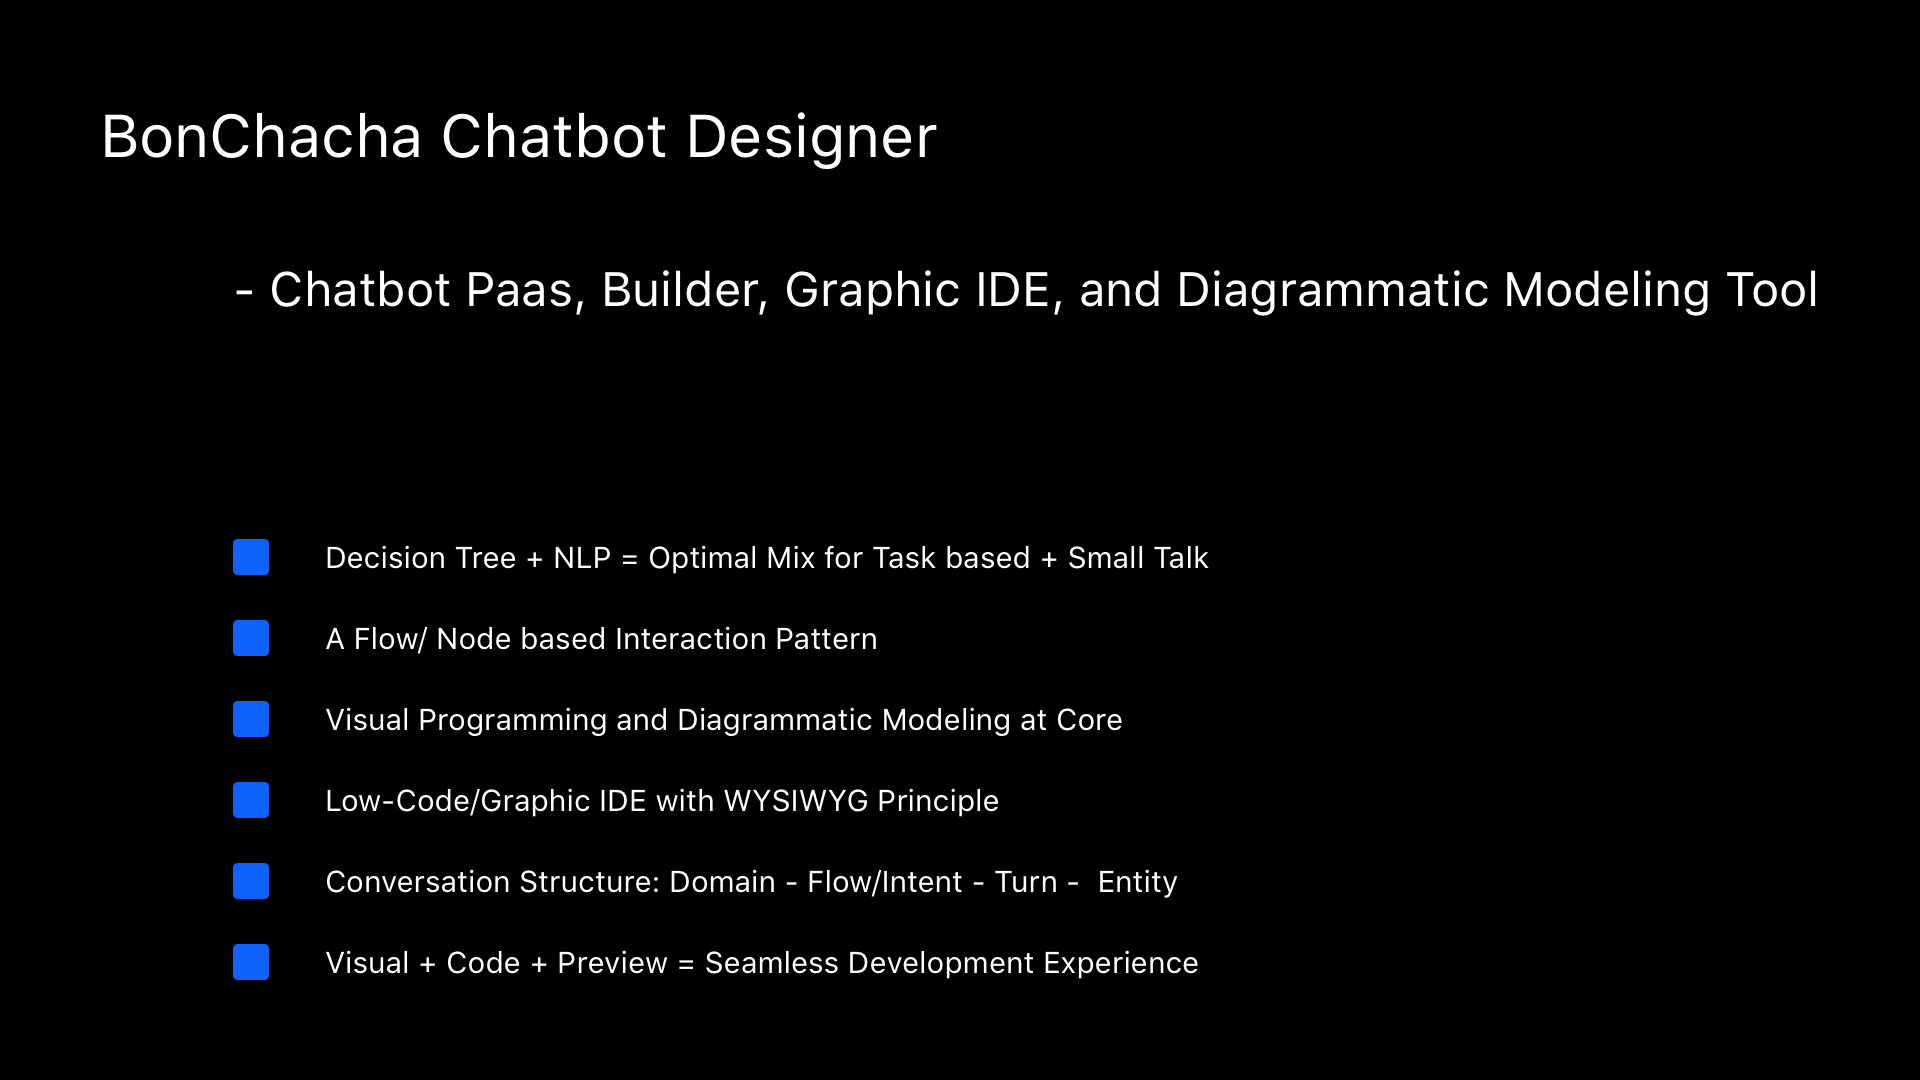 BonChacha Chatbot Designer
- Chatbot Paas, Builder, Graphic IDE, and Diagrammatic Modeling Tool
Decision Tree + NLP = Optimal Mix for Task based + Small Talk
A Flow/ Node based Interaction Pattern
Visual Programming and Diagrammatic Modeling at Core
Low-Code/Graphic IDE with WYSIWYG Principle
Conversation Structure: Domain - Flow/Intent - Turn -  Entity
Visual + Code + Preview = Seamless Development Experience